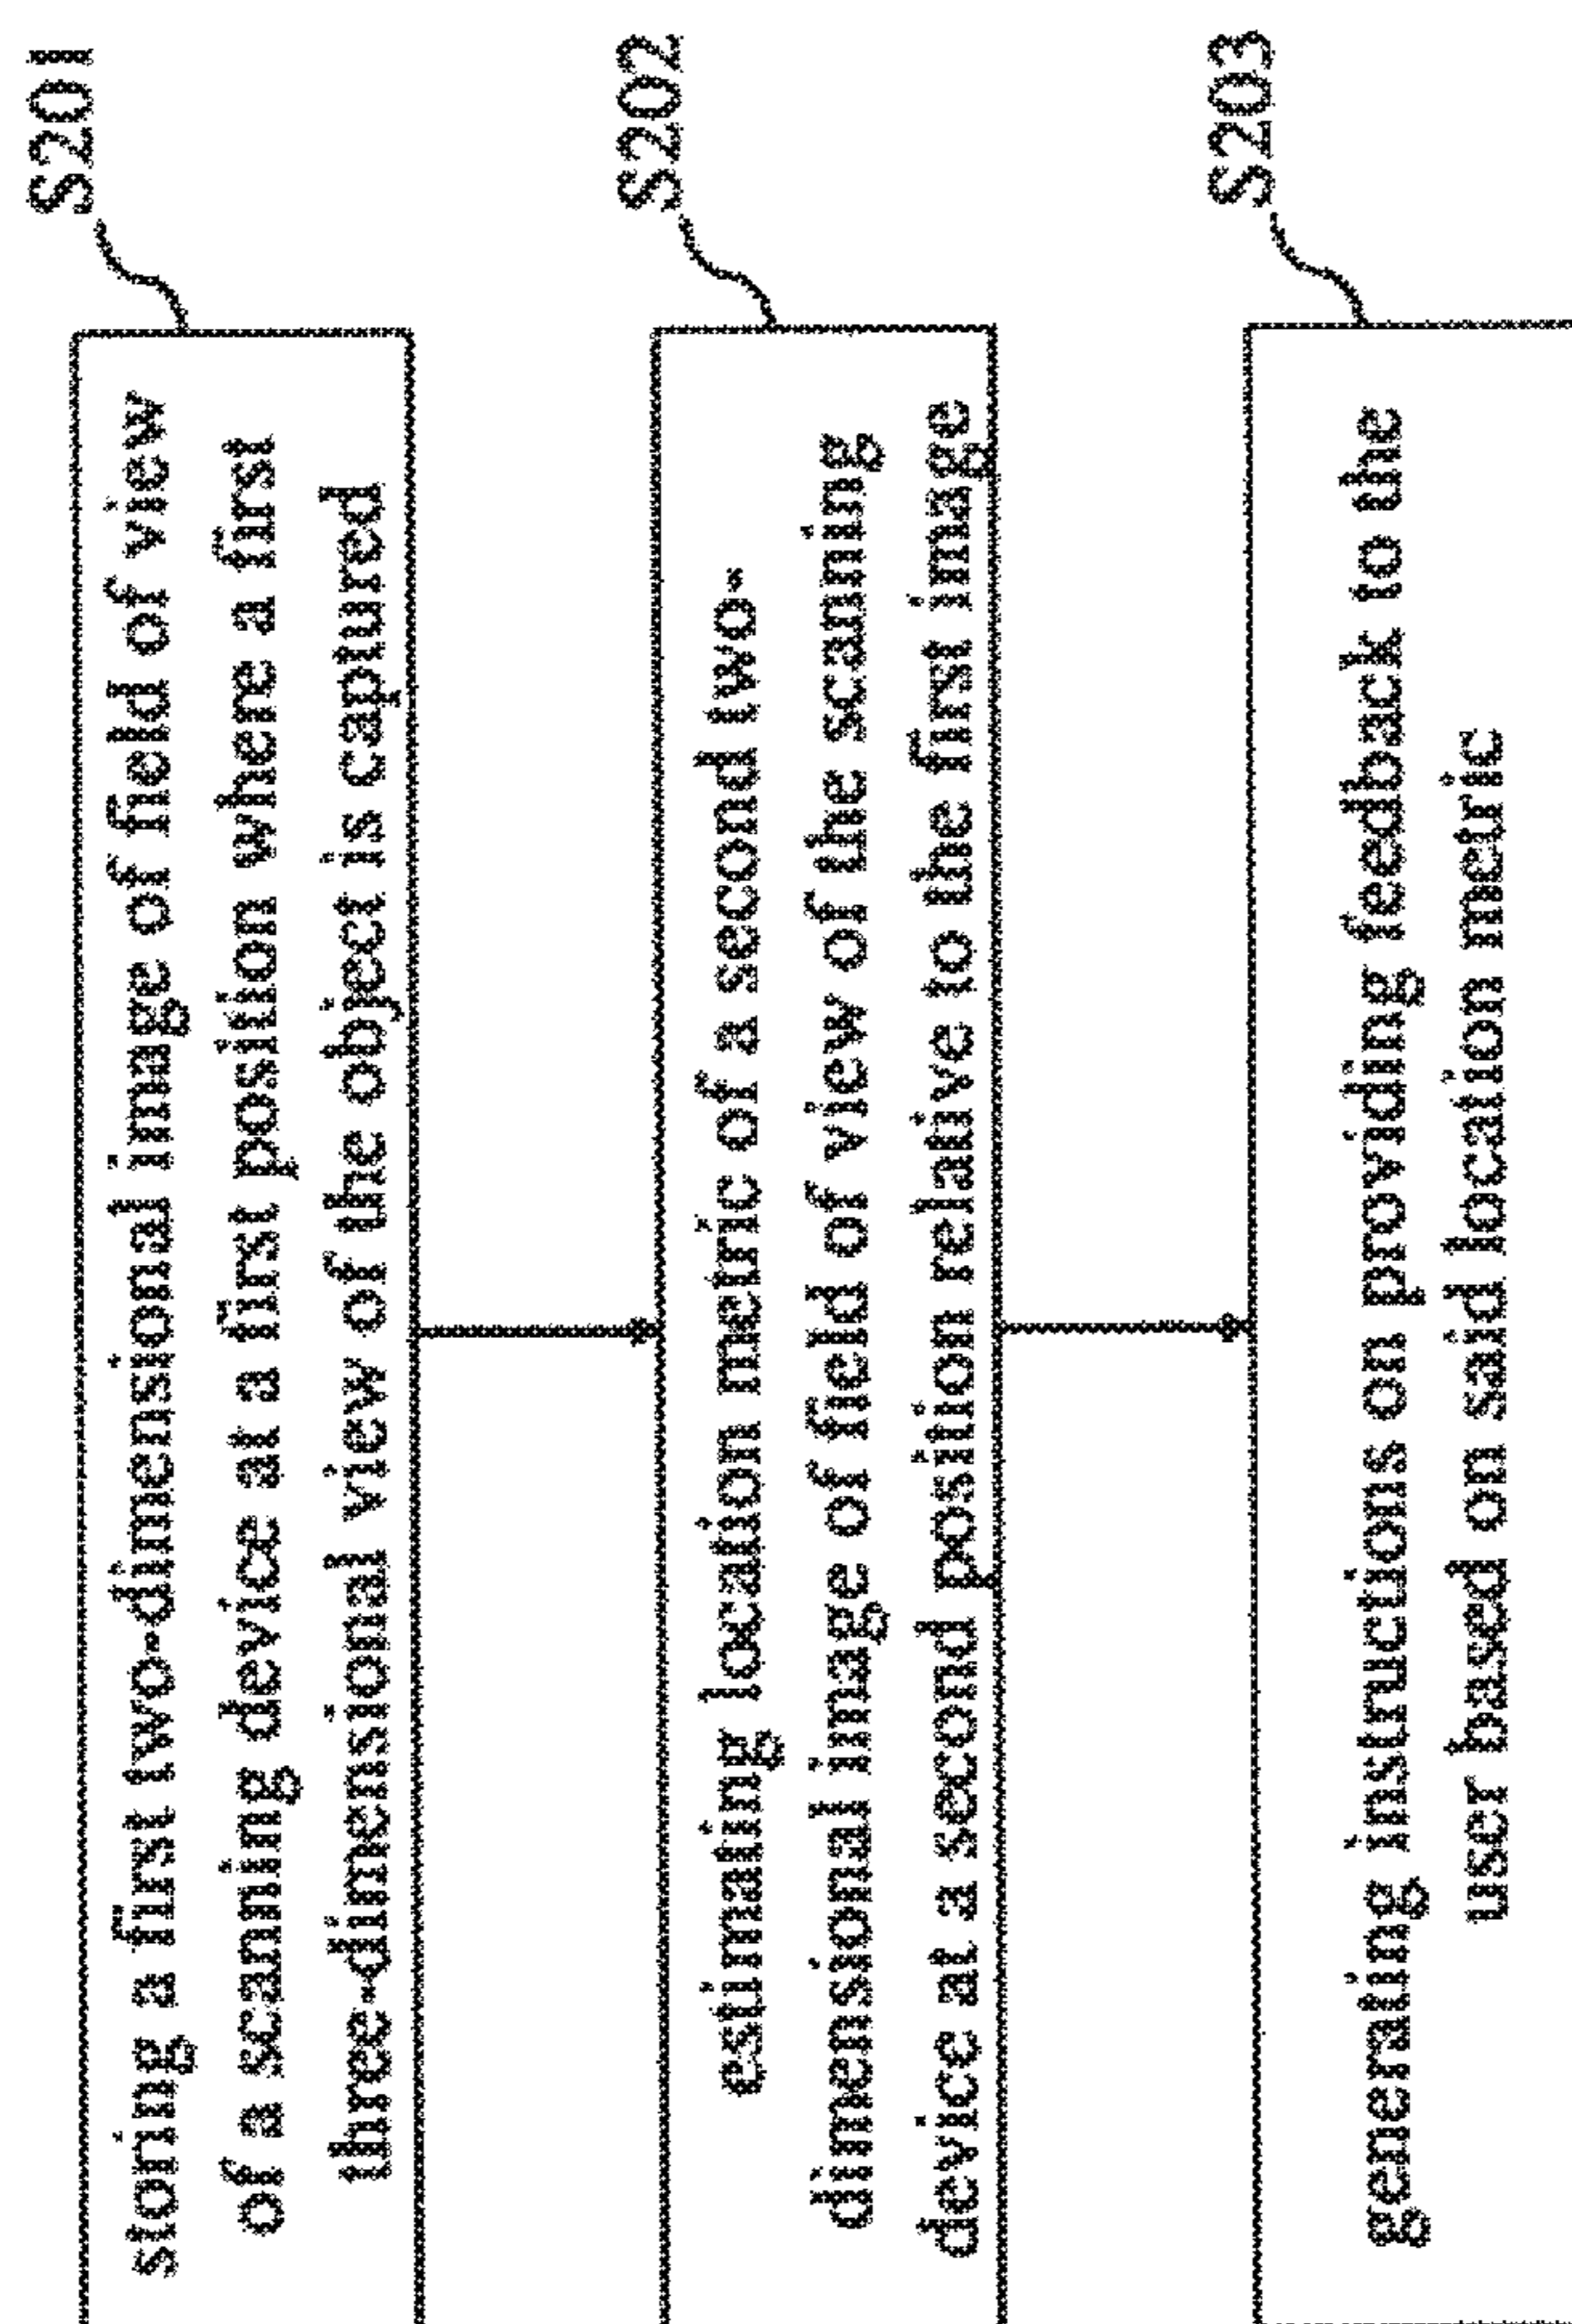 S201
storing a first two-dimensional image of field of view
of a scanning device at a first position where a first
three-dimensional view of the object is captured
S202
estimating location metric of a second two-
dimensional image of field of view of the scanning
device at a second position relative to the first image
S203
generating instructions on providing feedback to the
user based on said location metric